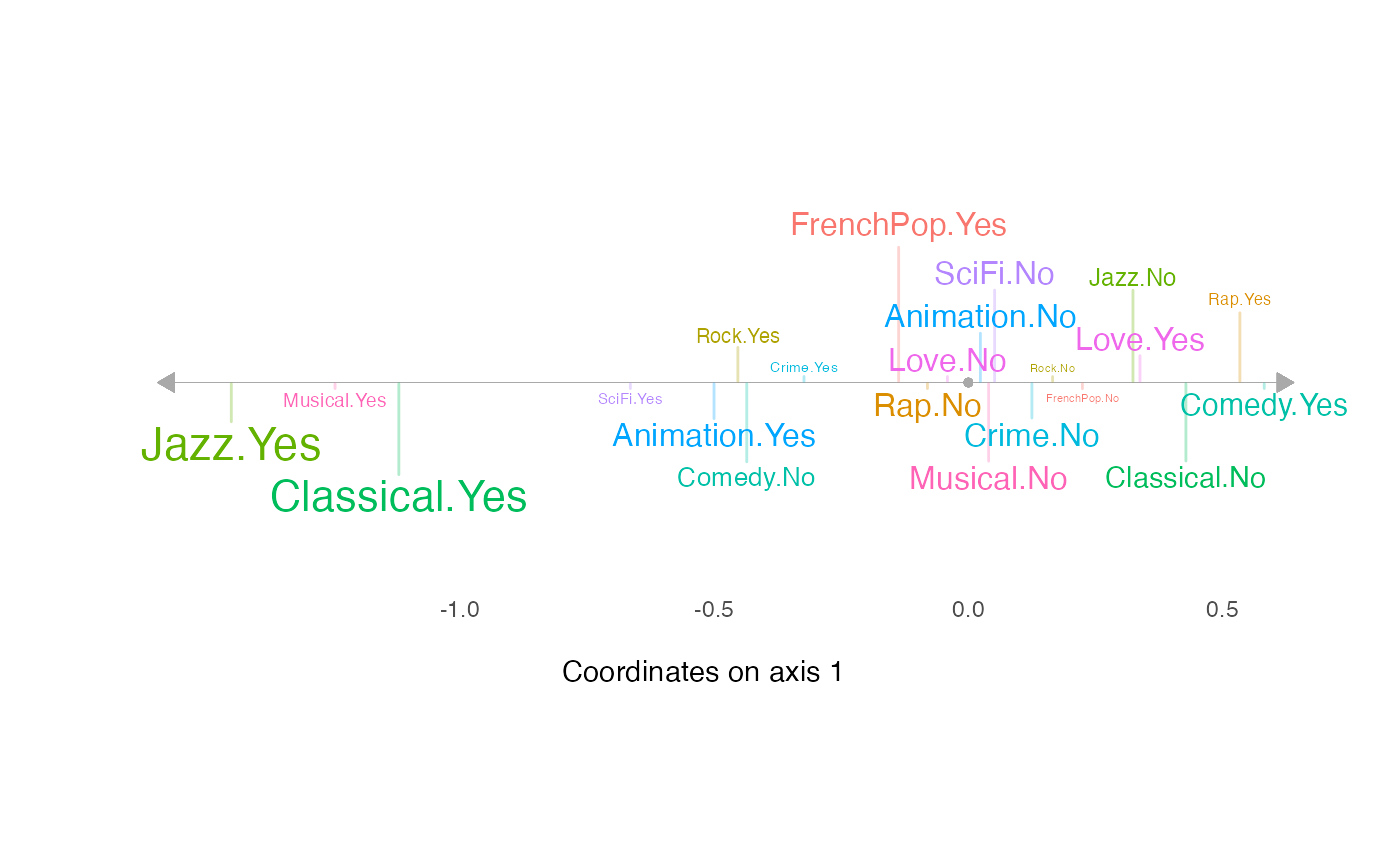 FrenchPop.Yes
SciFi.No
Jazz.No
Rap.Yes
Animation.No
Rock.Yes
Love.Yes
Crime.Yes
Love.No
Rock.No
Musical.Yes
SciFi.Yes
Rap.No
FrenchPop.No
Comedy.Yes
Jazz.Yes
Animation.Yes
Crime.No
Comedy.No
Musical.No
Classical.No
Classical.Yes
-1.0 -0.5 0.0 0.5
Coordinates on axis 1